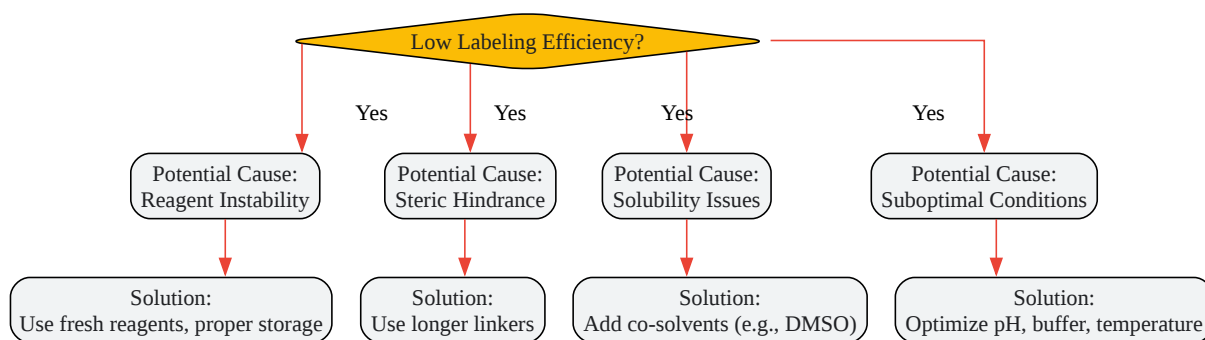 Low Labeling Efficiency?
Yes
Yes
Yes
Yes
Potential Cause:
Reagent Instability
Potential Cause:
Steric Hindrance
Potential Cause:
Solubility Issues
Potential Cause:
Suboptimal Conditions
Solution:
Use fresh reagents, proper storage
Solution:
Use longer linkers
Solution:
Add co-solvents (e.g., DMSO)
Solution:
Optimize pH, buffer, temperature